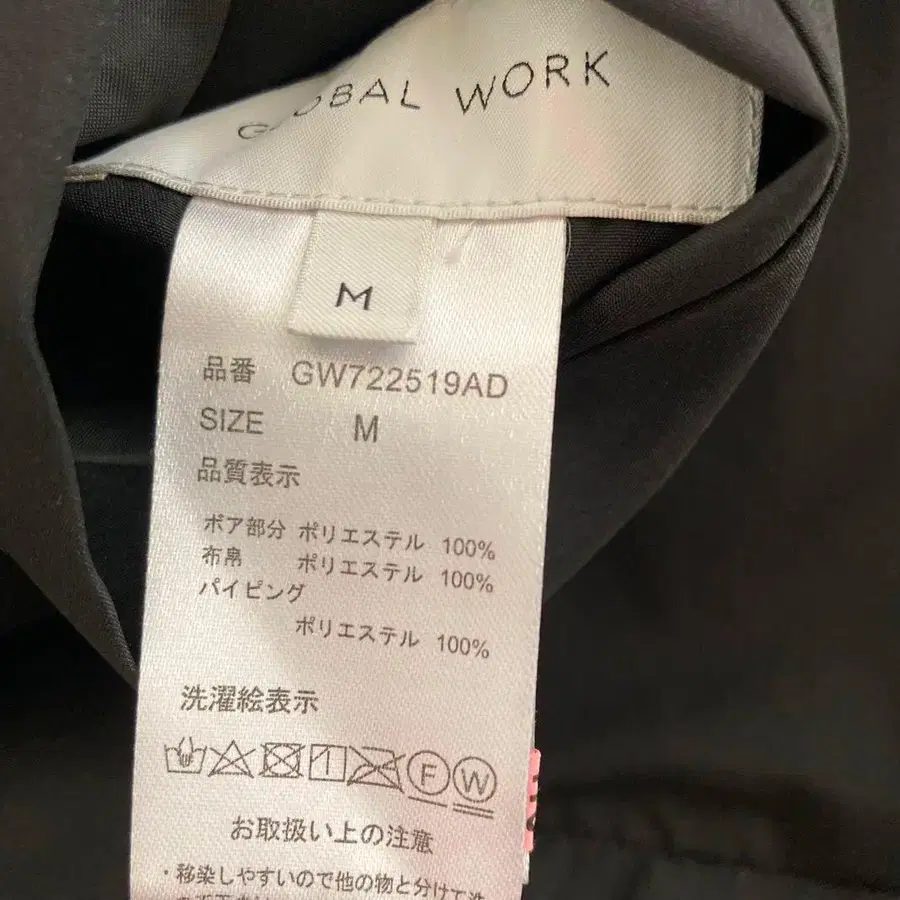 GLOBAL WORK
M
品番 GW722519AD
SIZE M
品質表示
ボア部分 ポリエステル 100%
布帛 ポリエステル 100%
パイピング
ポリエステル 100%
洗濯絵表示
F W
お取扱い上の注意
・移染しやすいので他の物と分けて洗